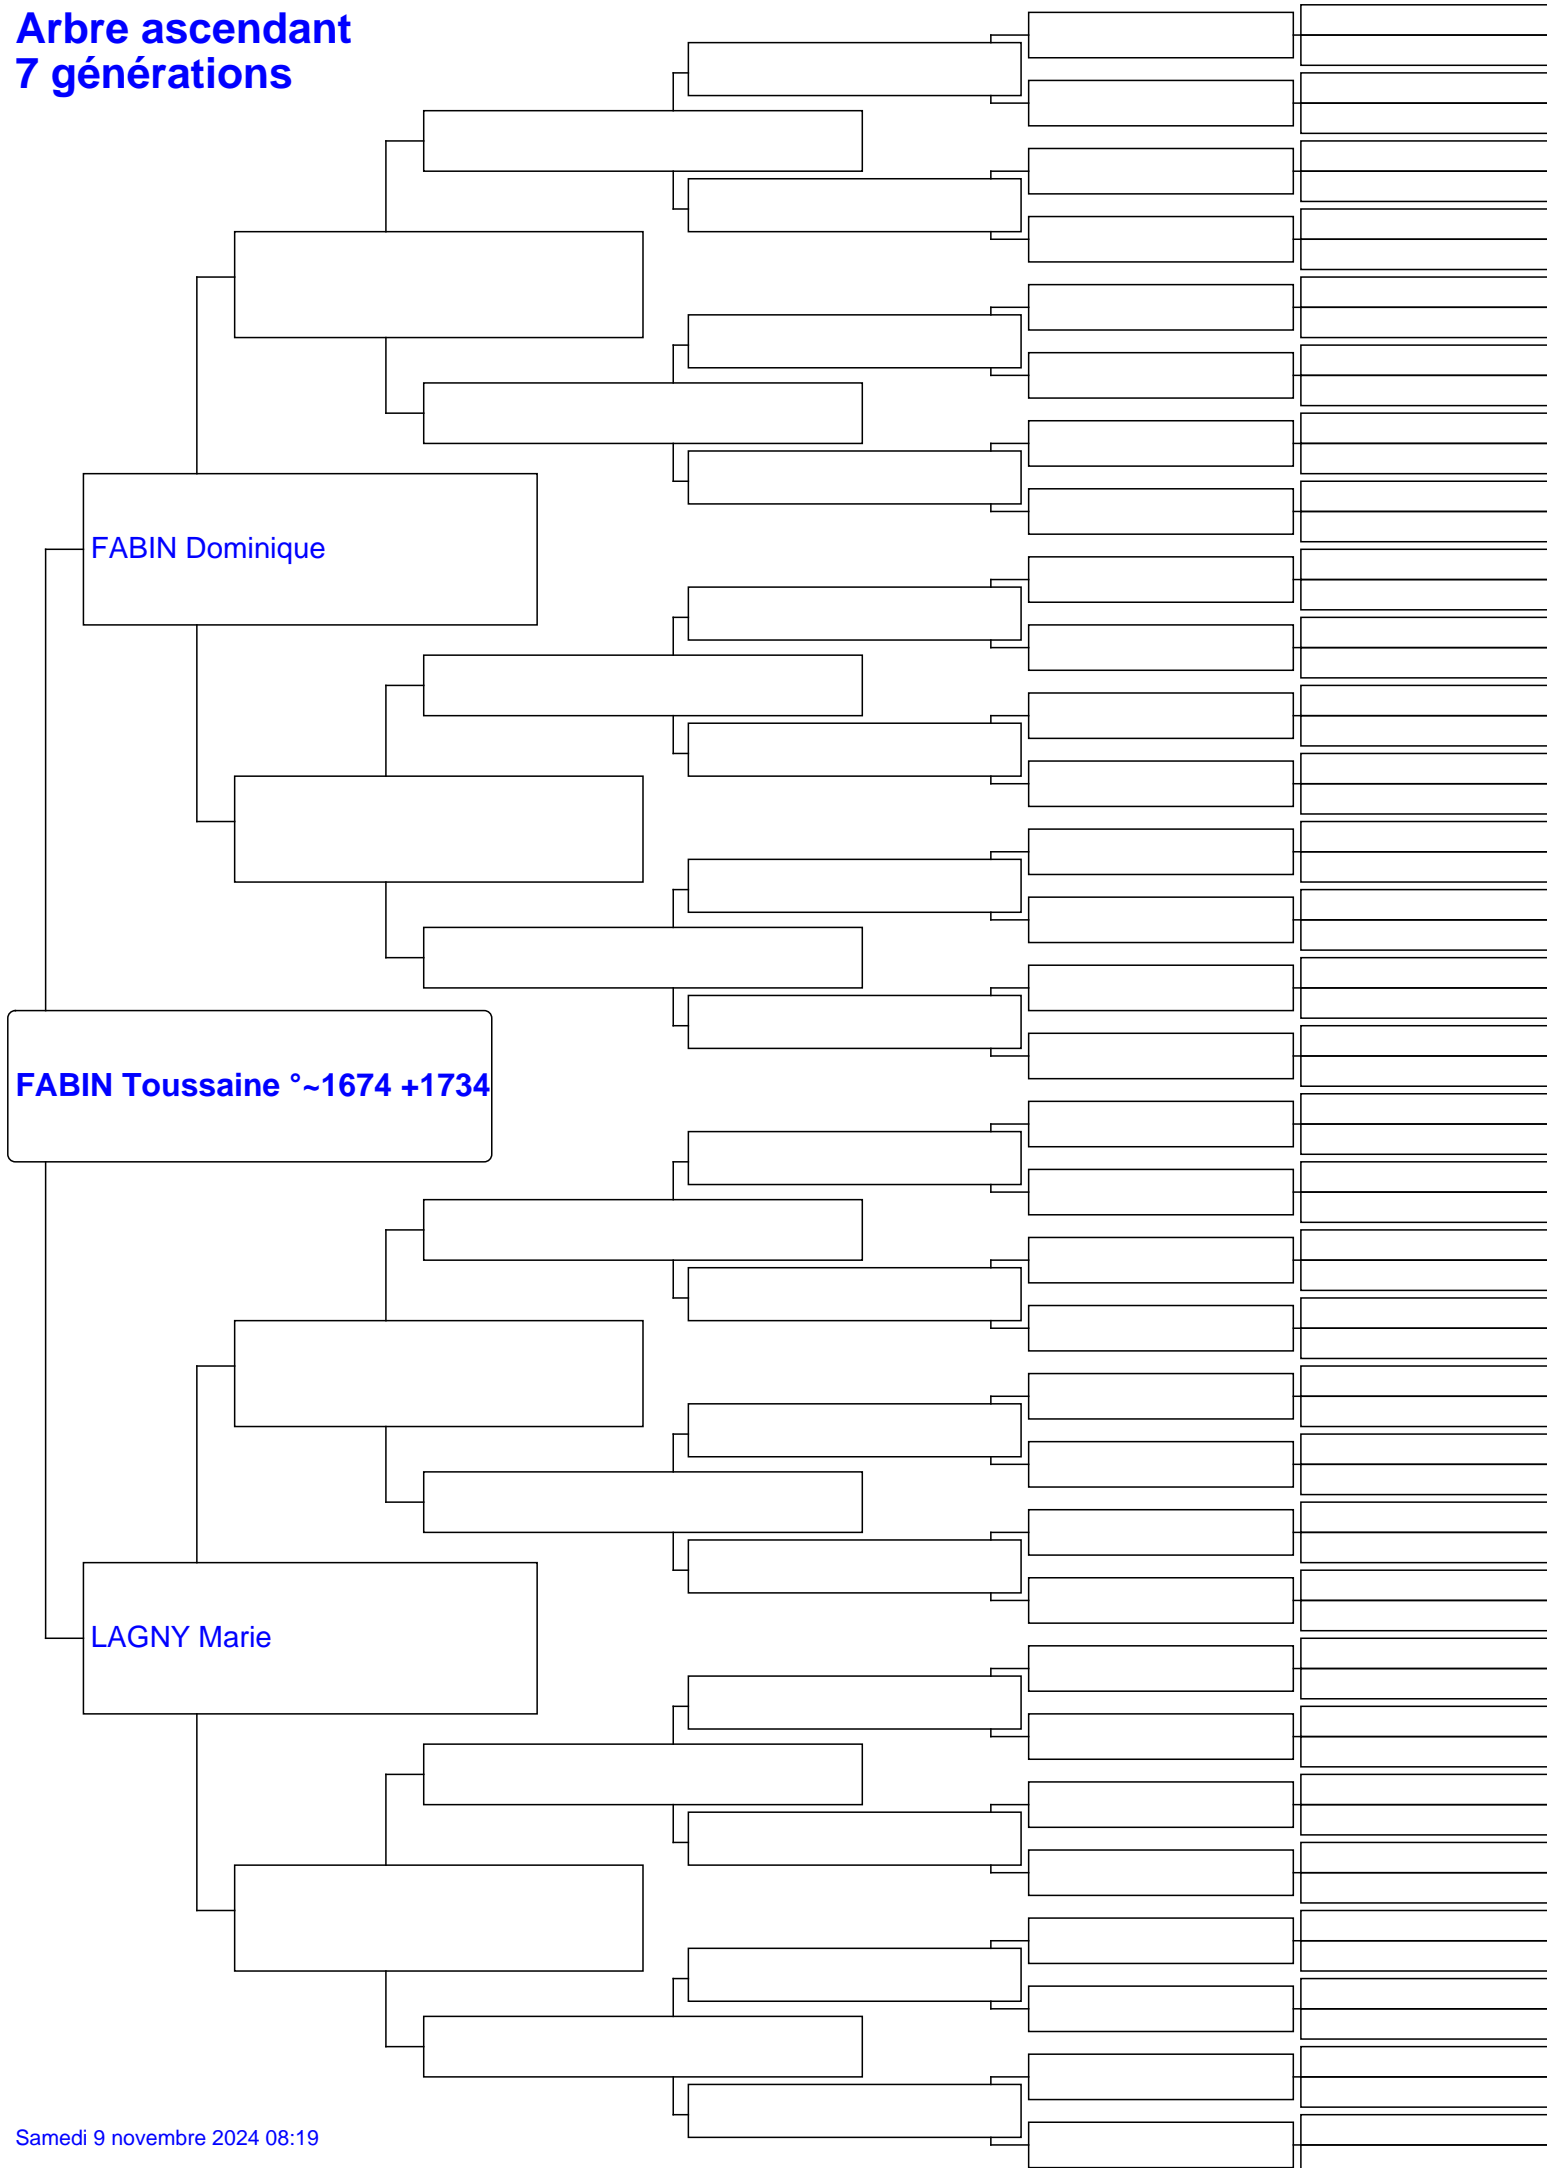 Arbre ascendant
7 générations
FABIN Dominique
FABIN Toussaine °~1674 +1734
LAGNY Marie
Samedi 9 novembre 2024 08:19